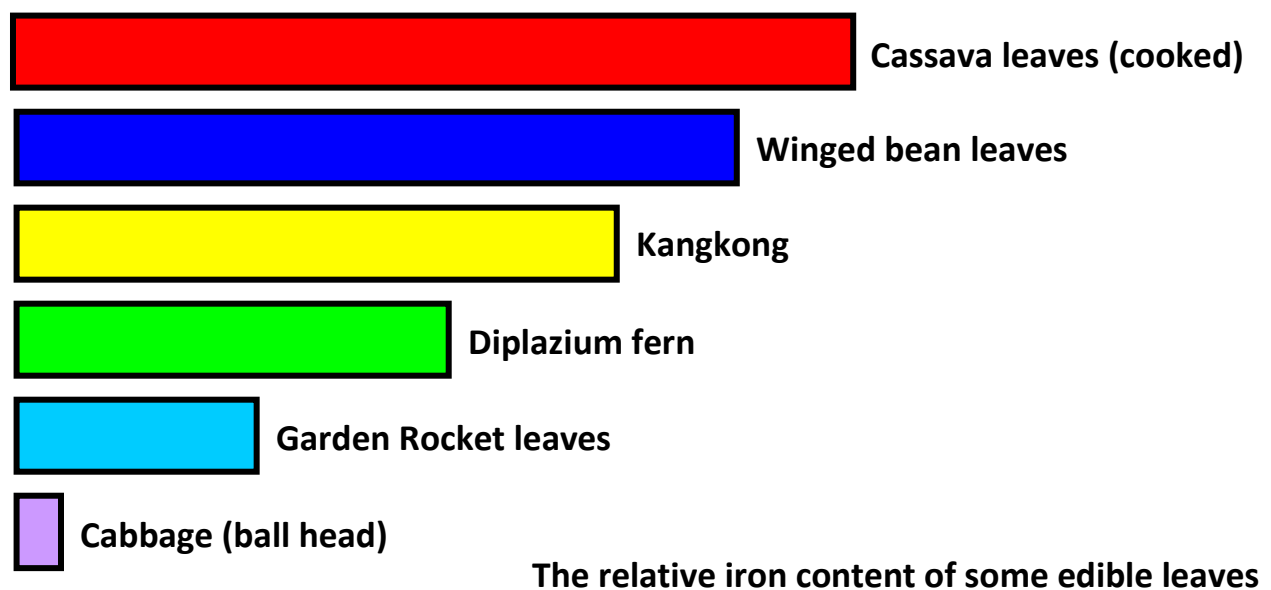 Cassava leaves (cooked)
Winged bean leaves
Kangkong
Diplazium fern
Garden Rocket leaves
Cabbage (ball head)
The relative iron content of some edible leaves